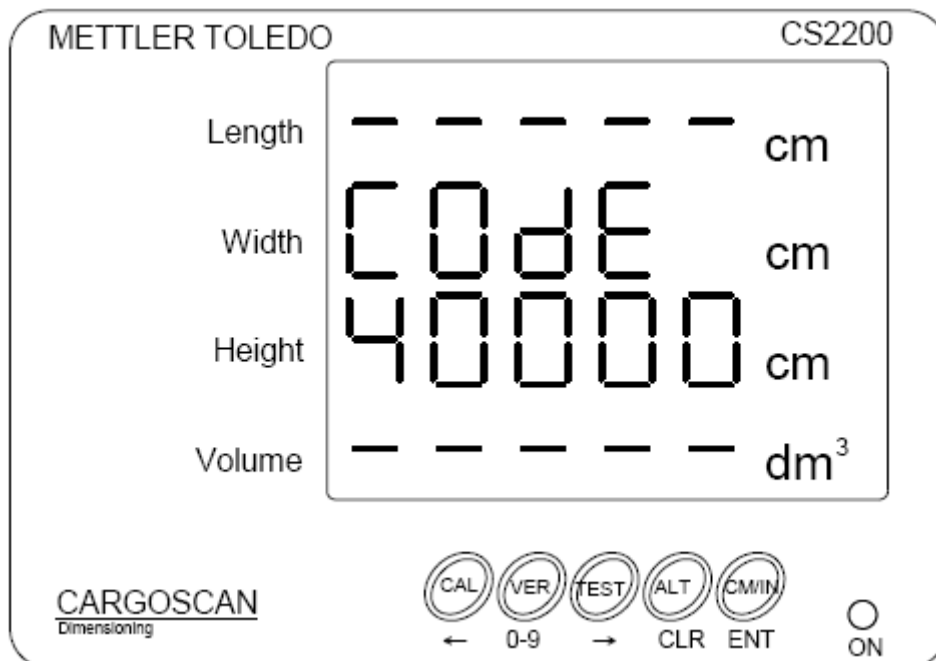 METTLER TOLEDO CS2200
Length - - - - - cm
Width COdE cm
Height 40000 cm
Volume - - - - - dm³
CAL VER TEST ALT CM/IN
← 0-9 → CLR ENT
CARGOSCAN
Dimensioning
ON